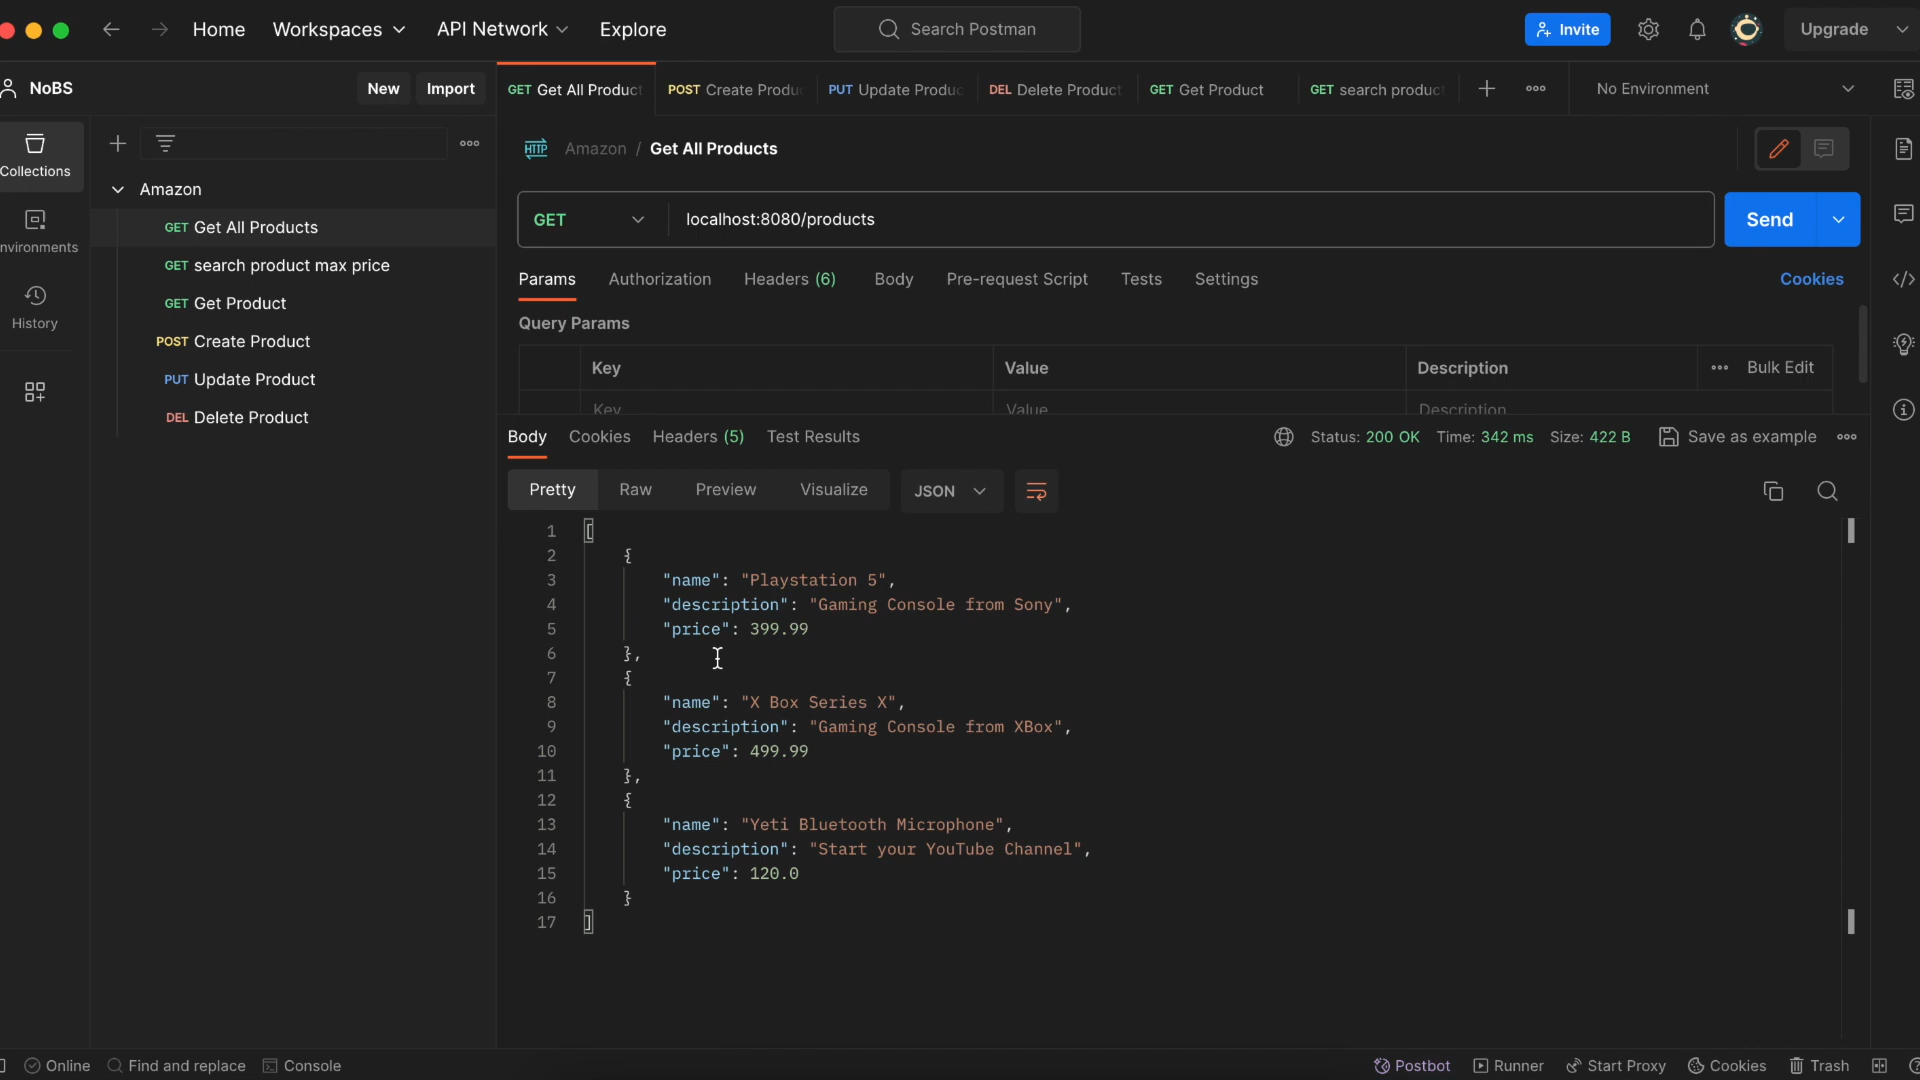 Home Workspaces API Network Explore Search Postman Invite Upgrade
NoBS New Import
GET Get All Product POST Create Produ PUT Update Produc DEL Delete Product GET Get Product GET search product No Environment
HTTP Amazon / Get All Products
Collections
Amazon
GET Get All Products
GET localhost:8080/products Send
nvironments
GET search product max price
Params Authorization Headers (6) Body Pre-request Script Tests Settings Cookies
GET Get Product
History
Query Params
POST Create Product
Key Value Description Bulk Edit
PUT Update Product
Key Value Description
DEL Delete Product
Body Cookies Headers (5) Test Results Status: 200 OK Time: 342 ms Size: 422 B Save as example
Pretty Raw Preview Visualize JSON
1 [
2 {
3 "name": "Playstation 5",
4 "description": "Gaming Console from Sony",
5 "price": 399.99
6 },
7 {
8 "name": "X Box Series X",
9 "description": "Gaming Console from XBox",
10 "price": 499.99
11 },
12 {
13 "name": "Yeti Bluetooth Microphone",
14 "description": "Start your YouTube Channel",
15 "price": 120.0
16 }
17 ]
Online Find and replace Console Postbot Runner Start Proxy Cookies Trash